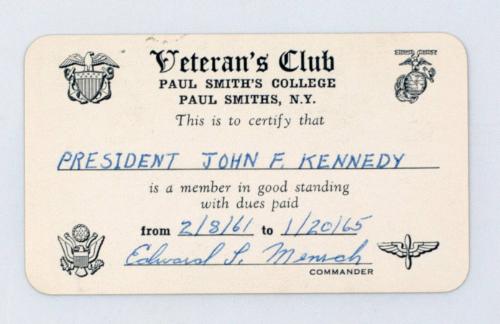 Veteran's Club
PAUL SMITH'S COLLEGE
PAUL SMITHS, N.Y.
This is to certify that
PRESIDENT JOHN F. KENNEDY
is a member in good standing
with dues paid
from 2/8/61 to 1/20/65
Edward L. Mensch
COMMANDER